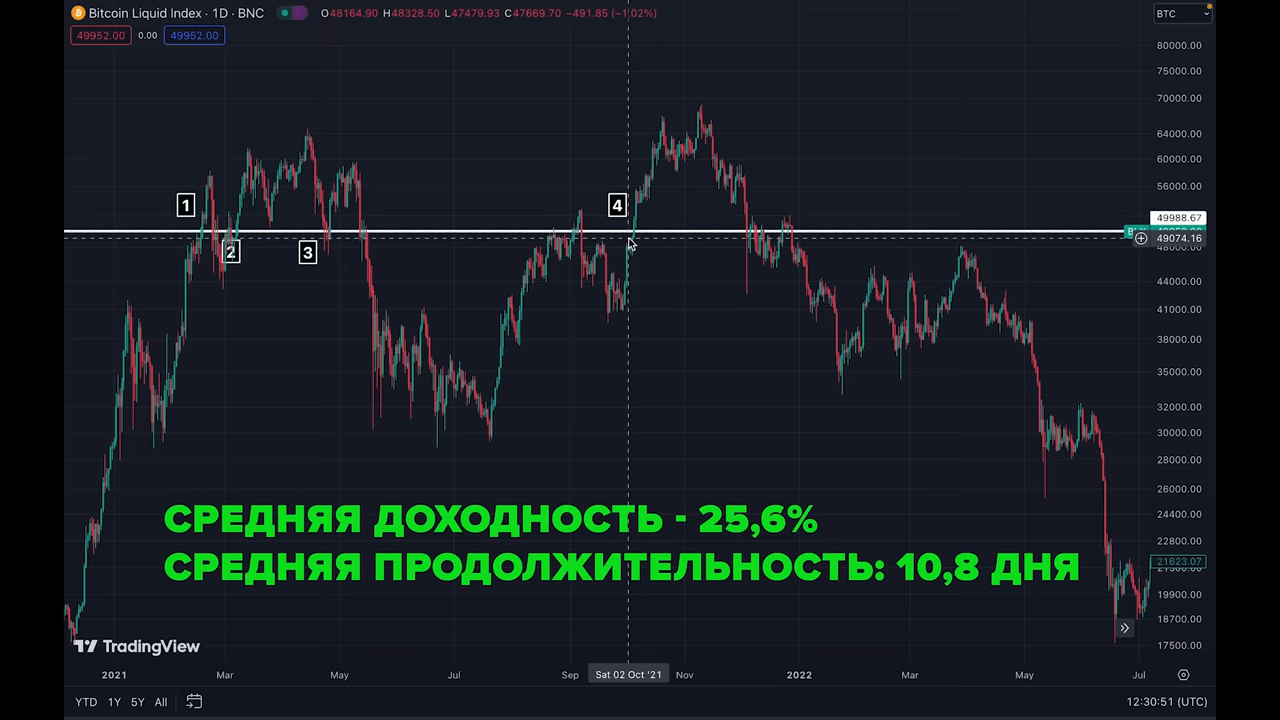 Bitcoin Liquid Index · 1D · BNC O48164.90 H48328.50 L47479.93 C47669.70 −491.85 (−1.02%)
BTC
49952.00 0.00 49952.00
80000.00
75000.00
70000.00
64000.00
60000.00
56000.00
1
4
49988.67
49074.16
2
3
44000.00
41000.00
38000.00
35000.00
32000.00
30000.00
28000.00
26000.00
24400.00
СРЕДНЯЯ ДОХОДНОСТЬ - 25,6%
22800.00
21623.07
СРЕДНЯЯ ПРОДОЛЖИТЕЛЬНОСТЬ: 10,8 ДНЯ
19900.00
18700.00
17500.00
TradingView
2021 Mar May Jul Sep Sat 02 Oct '21 Nov 2022 Mar May Jul
YTD 1Y 5Y All
12:30:51 (UTC)